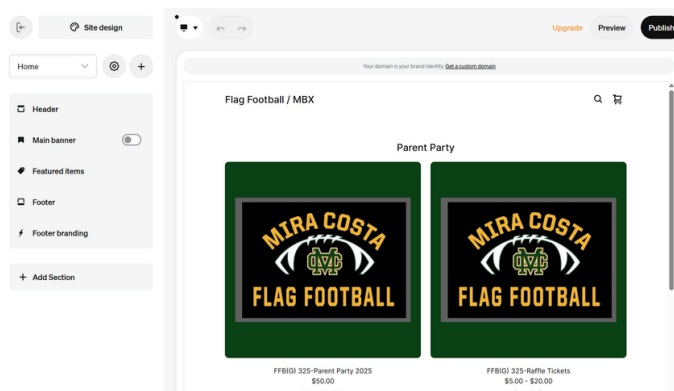 Site design
Upgrade
Preview
Publish
Home
Your domain is your brand identity. Get a custom domain
Header
Main banner
Featured items
Footer
Footer branding
Add Section
Flag Football / MBX
Parent Party
MIRA COSTA
MC
FLAG FOOTBALL
MIRA COSTA
MC
FLAG FOOTBALL
FFB(G) 325-Parent Party 2025
$50.00
FFB(G) 325-Raffle Tickets
$5.00 - $20.00